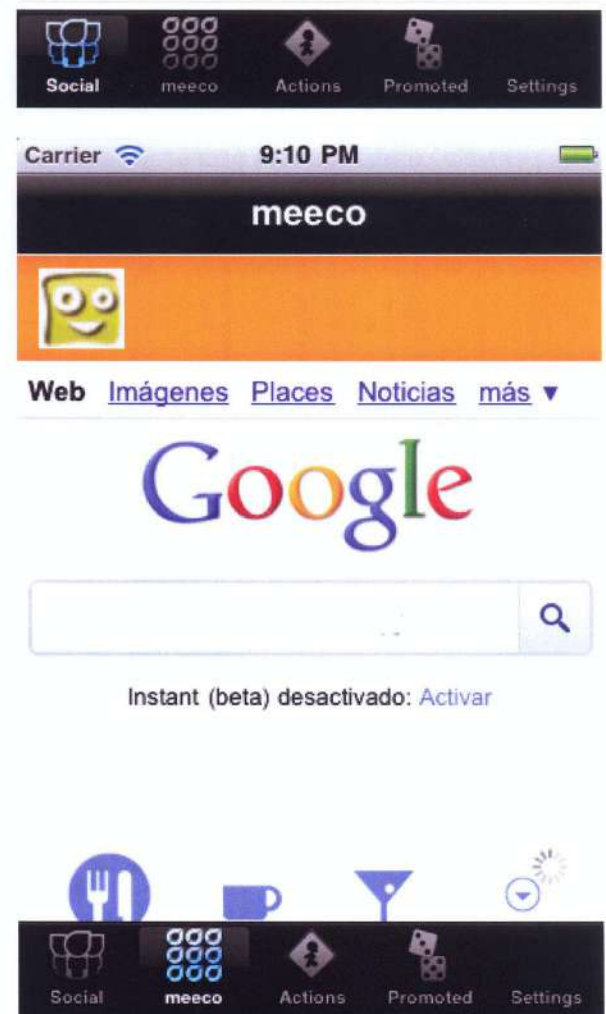 Social meeco Actions Promoted Settings
Carrier 9:10 PM
meeco
Web Imágenes Places Noticias más ▼
Google
Instant (beta) desactivado: Activar
Social meeco Actions Promoted Settings